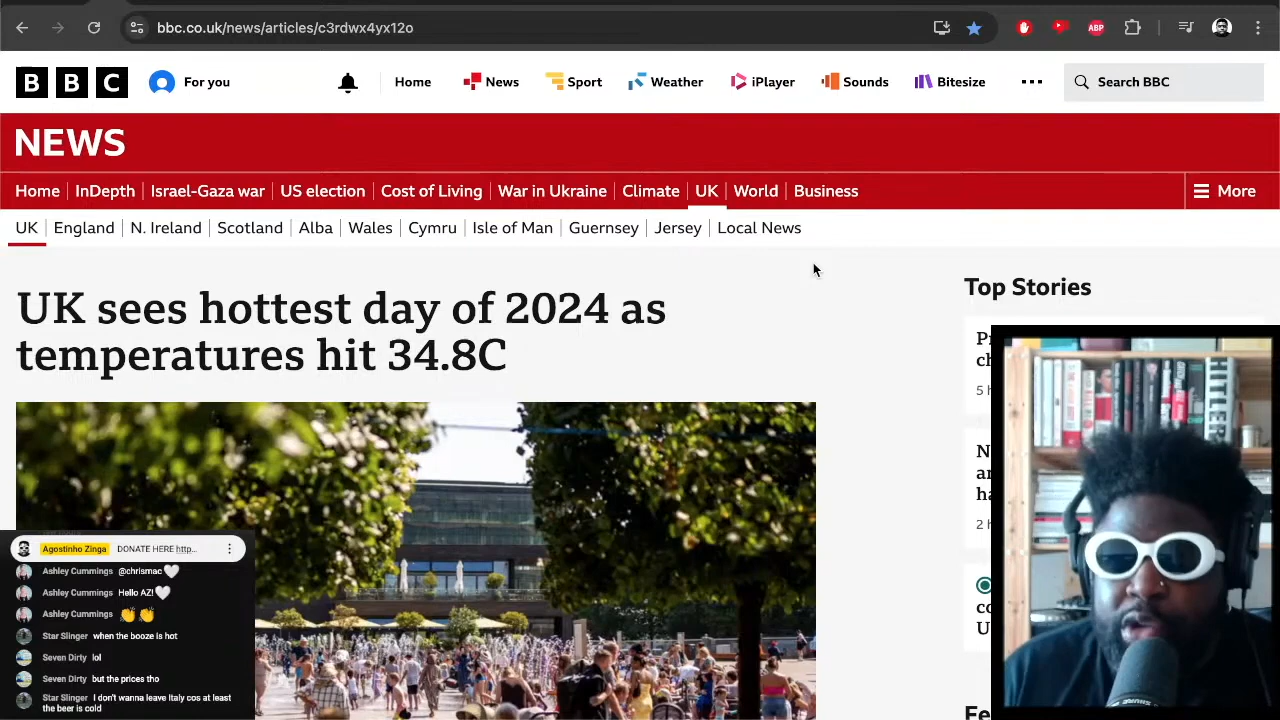 bbc.co.uk/news/articles/c3rdwx4yx12o
ABP
BBC
For you
Home
News
Sport
Weather
iPlayer
Sounds
Bitesize
Search BBC
NEWS
Home
InDepth
Israel-Gaza war
US election
Cost of Living
War in Ukraine
Climate
UK
World
Business
More
UK
England
N. Ireland
Scotland
Alba
Wales
Cymru
Isle of Man
Guernsey
Jersey
Local News
UK sees hottest day of 2024 as
temperatures hit 34.8C
Top Stories
5 h
2 h
Agostinho Zinga DONATE HERE http...
Ashley Cummings @chrismac🤍
Ashley Cummings Hello AZ!🤍
Ashley Cummings 👏 👏
Star Slinger when the booze is hot
Seven Dirty lol
Seven Dirty but the prices tho
Star Slinger I don't wanna leave Italy cos at least
the beer is cold